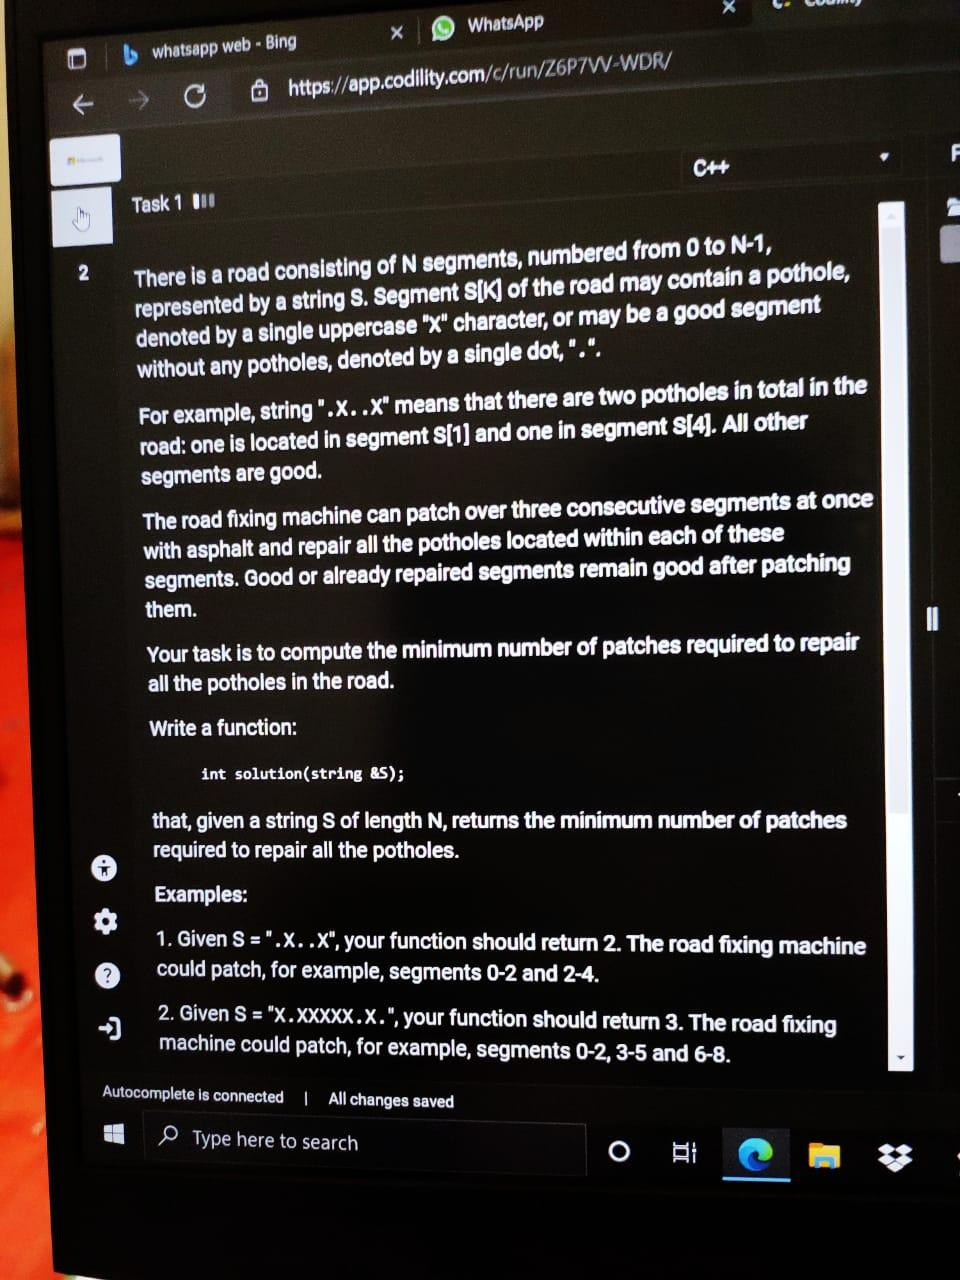 whatsapp web - Bing
WhatsApp
https://app.codility.com/c/run/
Microsoft
Task 1
C++
2
There is a road consisting of N segments, numbered from 0 to N-1,
represented by a string S. Segment S[K] of the road may contain a pothole,
denoted by a single uppercase "X" character, or may be a good segment
without any potholes, denoted by a single dot, ".".
For example, string ".X..X" means that there are two potholes in total in the
road: one is located in segment S[1] and one in segment S[4]. All other
segments are good.
The road fixing machine can patch over three consecutive segments at once
with asphalt and repair all the potholes located within each of these
segments. Good or already repaired segments remain good after patching
them.
Your task is to compute the minimum number of patches required to repair
all the potholes in the road.
Write a function:
int solution(string &S);
that, given a string S of length N, returns the minimum number of patches
required to repair all the potholes.
Examples:
1. Given S = ".X..X", your function should return 2. The road fixing machine
could patch, for example, segments 0-2 and 2-4.
2. Given S = "X.XXXXX.X.", your function should return 3. The road fixing
machine could patch, for example, segments 0-2, 3-5 and 6-8.
Autocomplete is connected | All changes saved
Type here to search